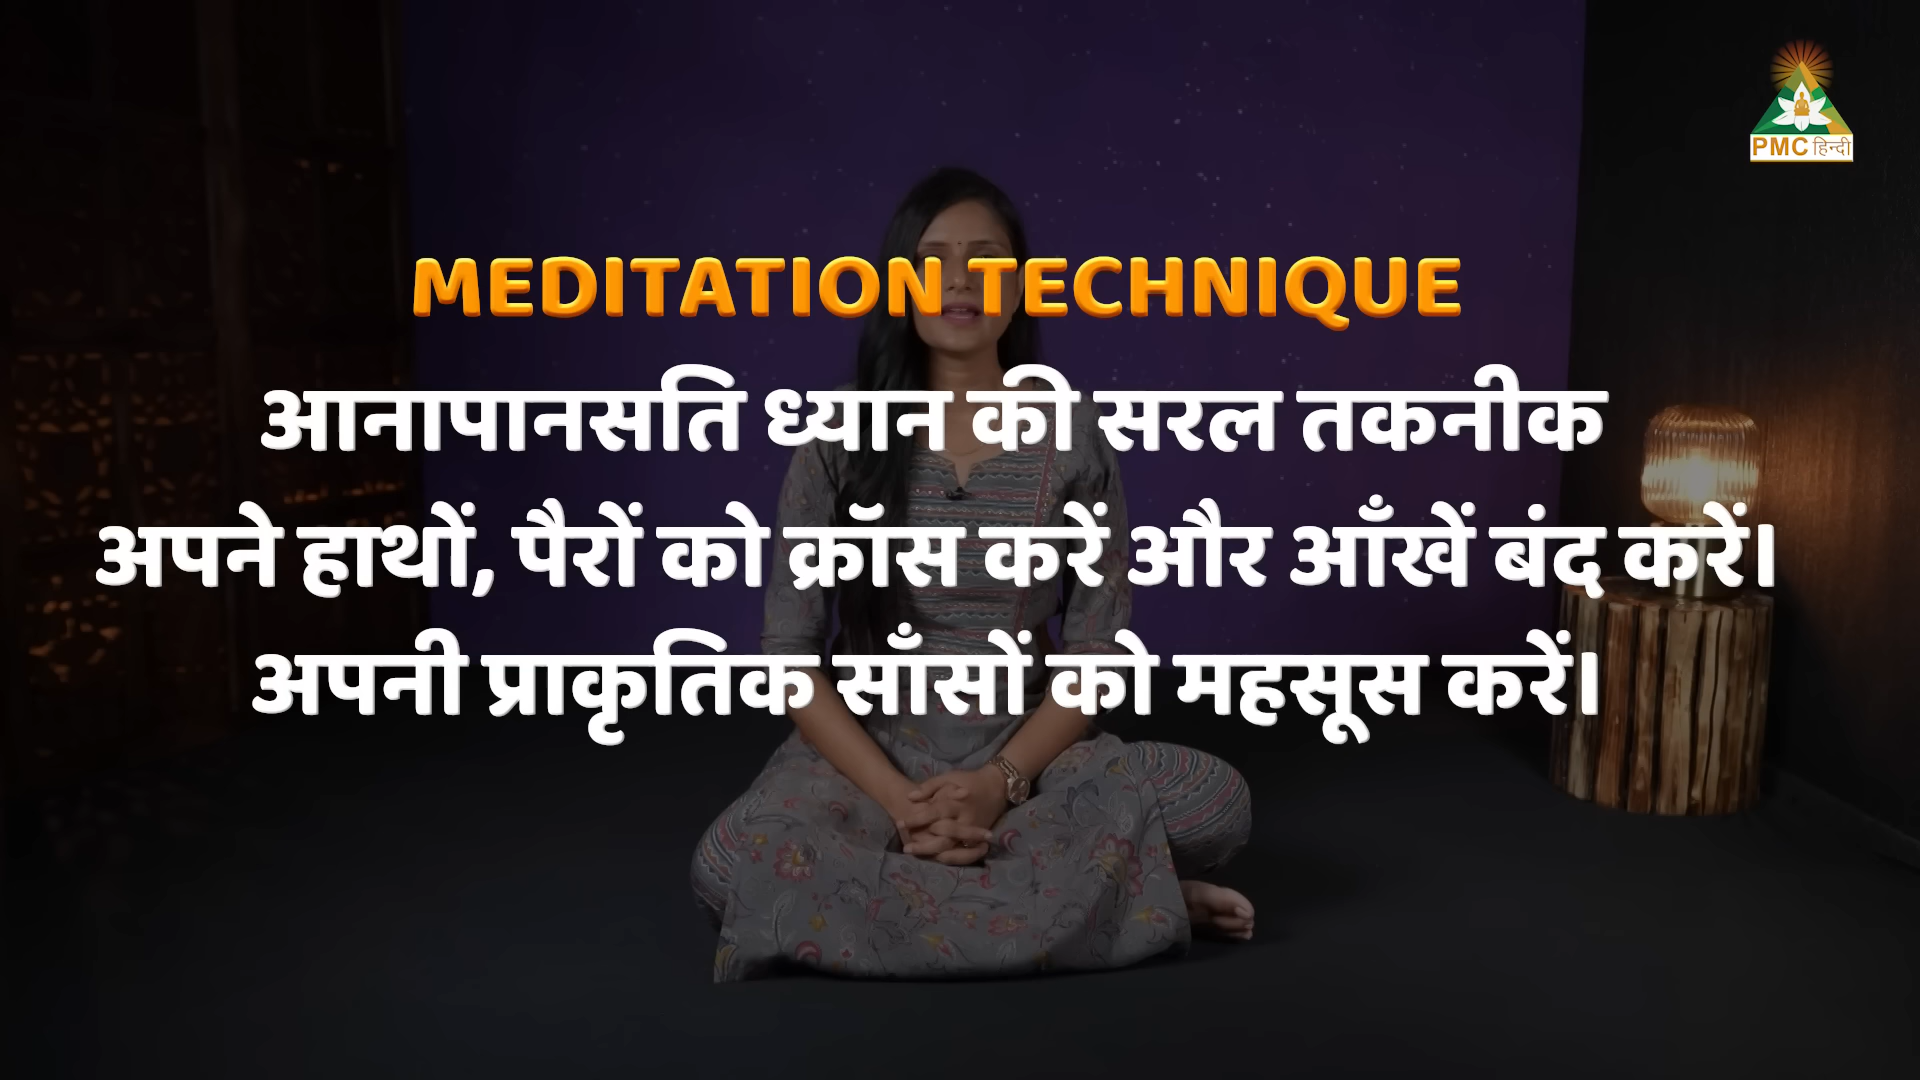 PMC हिन्दी
MEDITATION TECHNIQUE
आनापानसति ध्यान की सरल तकनीक
अपने हाथों, पैरों को क्रॉस करें और आँखें बंद करें।
अपनी प्राकृतिक साँसों को महसूस करें।